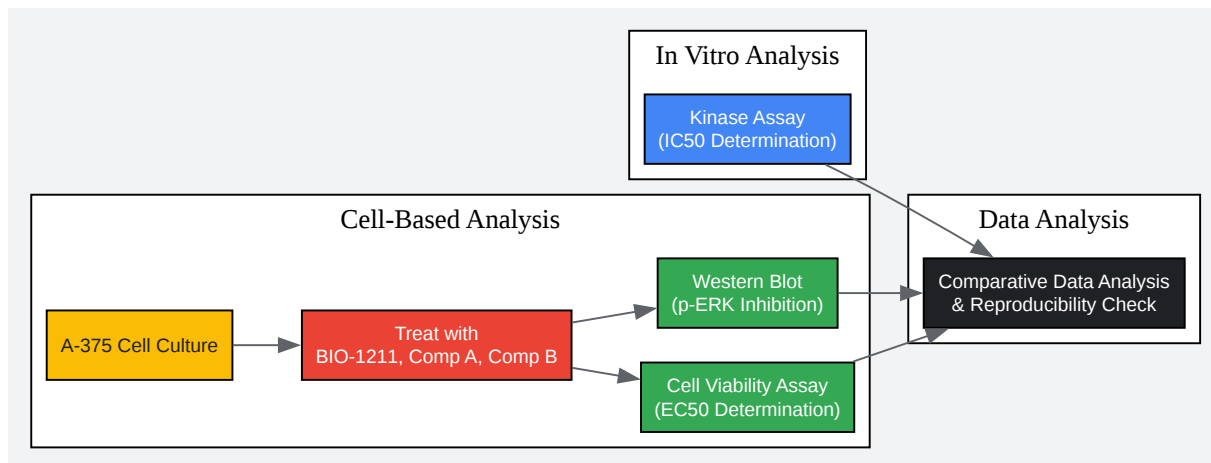 In Vitro Analysis
Kinase Assay
(IC50 Determination)
Cell-Based Analysis
A-375 Cell Culture
Treat with
BIO-1211, Comp A, Comp B
Western Blot
(p-ERK Inhibition)
Cell Viability Assay
(EC50 Determination)
Data Analysis
Comparative Data Analysis
& Reproducibility Check